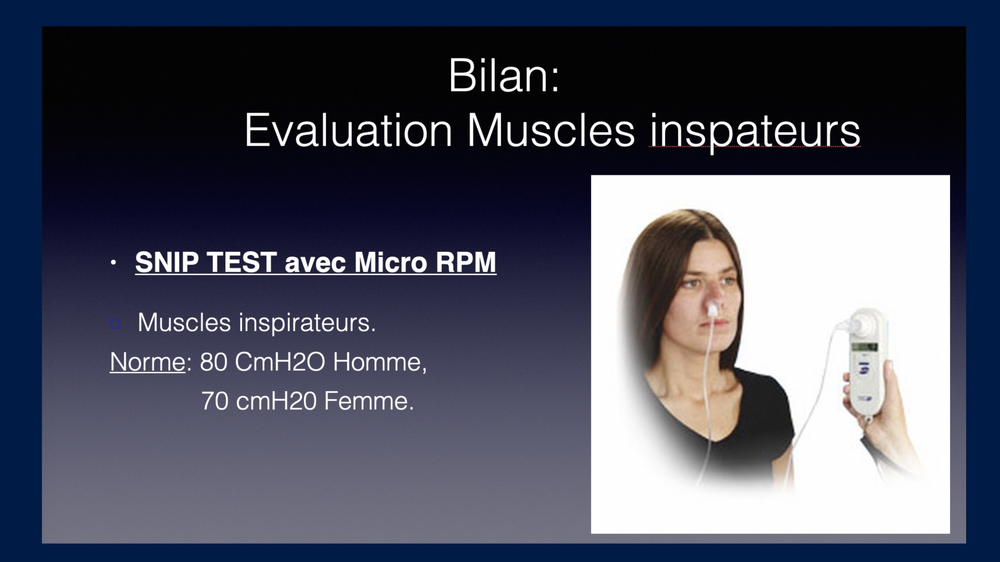 Bilan:
Evaluation Muscles inspateurs
• SNIP TEST avec Micro RPM
Muscles inspirateurs.
Norme: 80 CmH2O Homme,
70 cmH20 Femme.